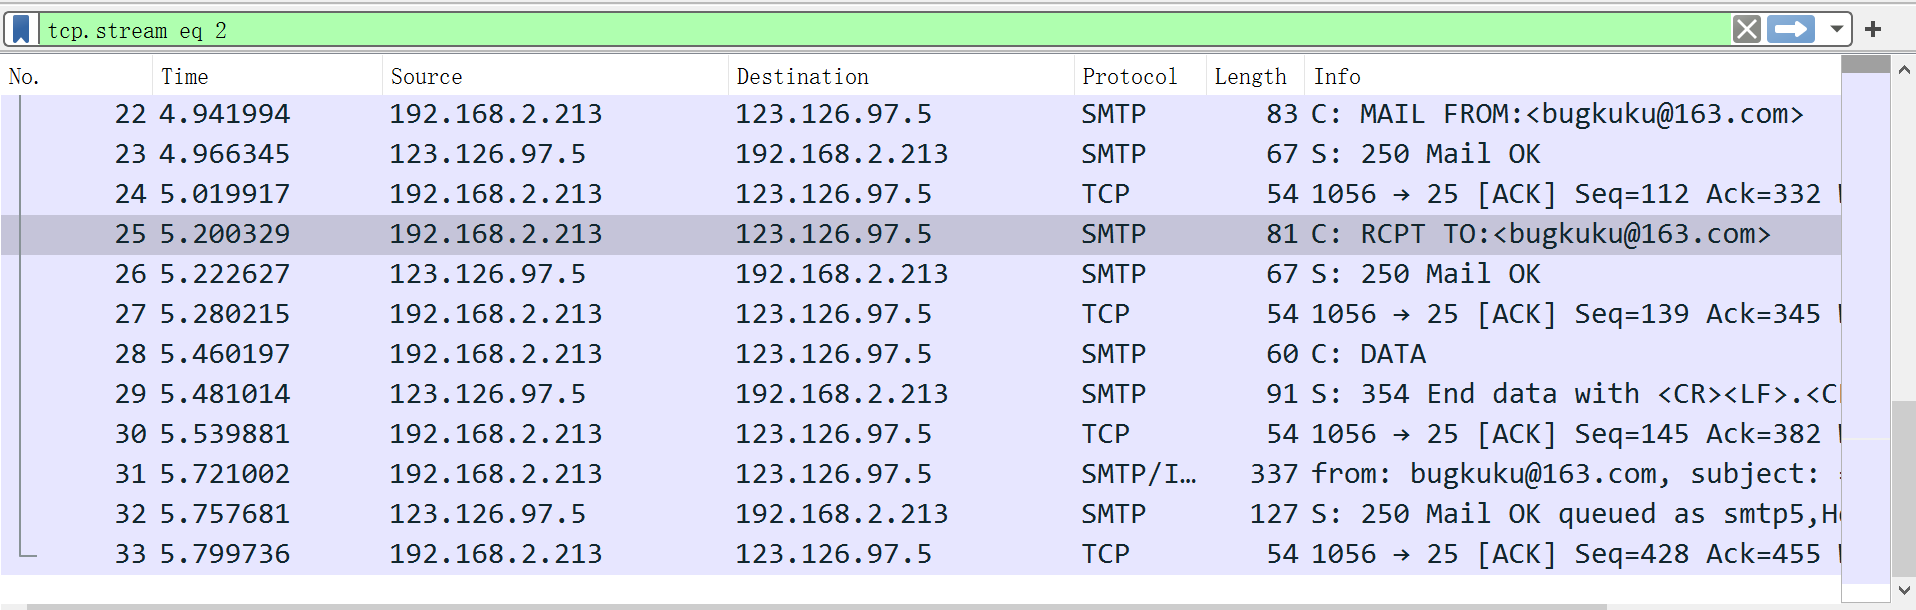 tcp.stream eq 2
No. Time Source Destination Protocol Length Info
22 4.941994 192.168.2.213 123.126.97.5 SMTP 83 C: MAIL FROM:<bugkuku@163.com>
23 4.966345 123.126.97.5 192.168.2.213 SMTP 67 S: 250 Mail OK
24 5.019917 192.168.2.213 123.126.97.5 TCP 54 1056 → 25 [ACK] Seq=112 Ack=332
25 5.200329 192.168.2.213 123.126.97.5 SMTP 81 C: RCPT TO:<bugkuku@163.com>
26 5.222627 123.126.97.5 192.168.2.213 SMTP 67 S: 250 Mail OK
27 5.280215 192.168.2.213 123.126.97.5 TCP 54 1056 → 25 [ACK] Seq=139 Ack=345
28 5.460197 192.168.2.213 123.126.97.5 SMTP 60 C: DATA
29 5.481014 123.126.97.5 192.168.2.213 SMTP 91 S: 354 End data with <CR><LF>.
30 5.539881 192.168.2.213 123.126.97.5 TCP 54 1056 → 25 [ACK] Seq=145 Ack=382
31 5.721002 192.168.2.213 123.126.97.5 SMTP/I… 337 from: bugkuku@163.com, subject:
32 5.757681 123.126.97.5 192.168.2.213 SMTP 127 S: 250 Mail OK queued as smtp5,
33 5.799736 192.168.2.213 123.126.97.5 TCP 54 1056 → 25 [ACK] Seq=428 Ack=455